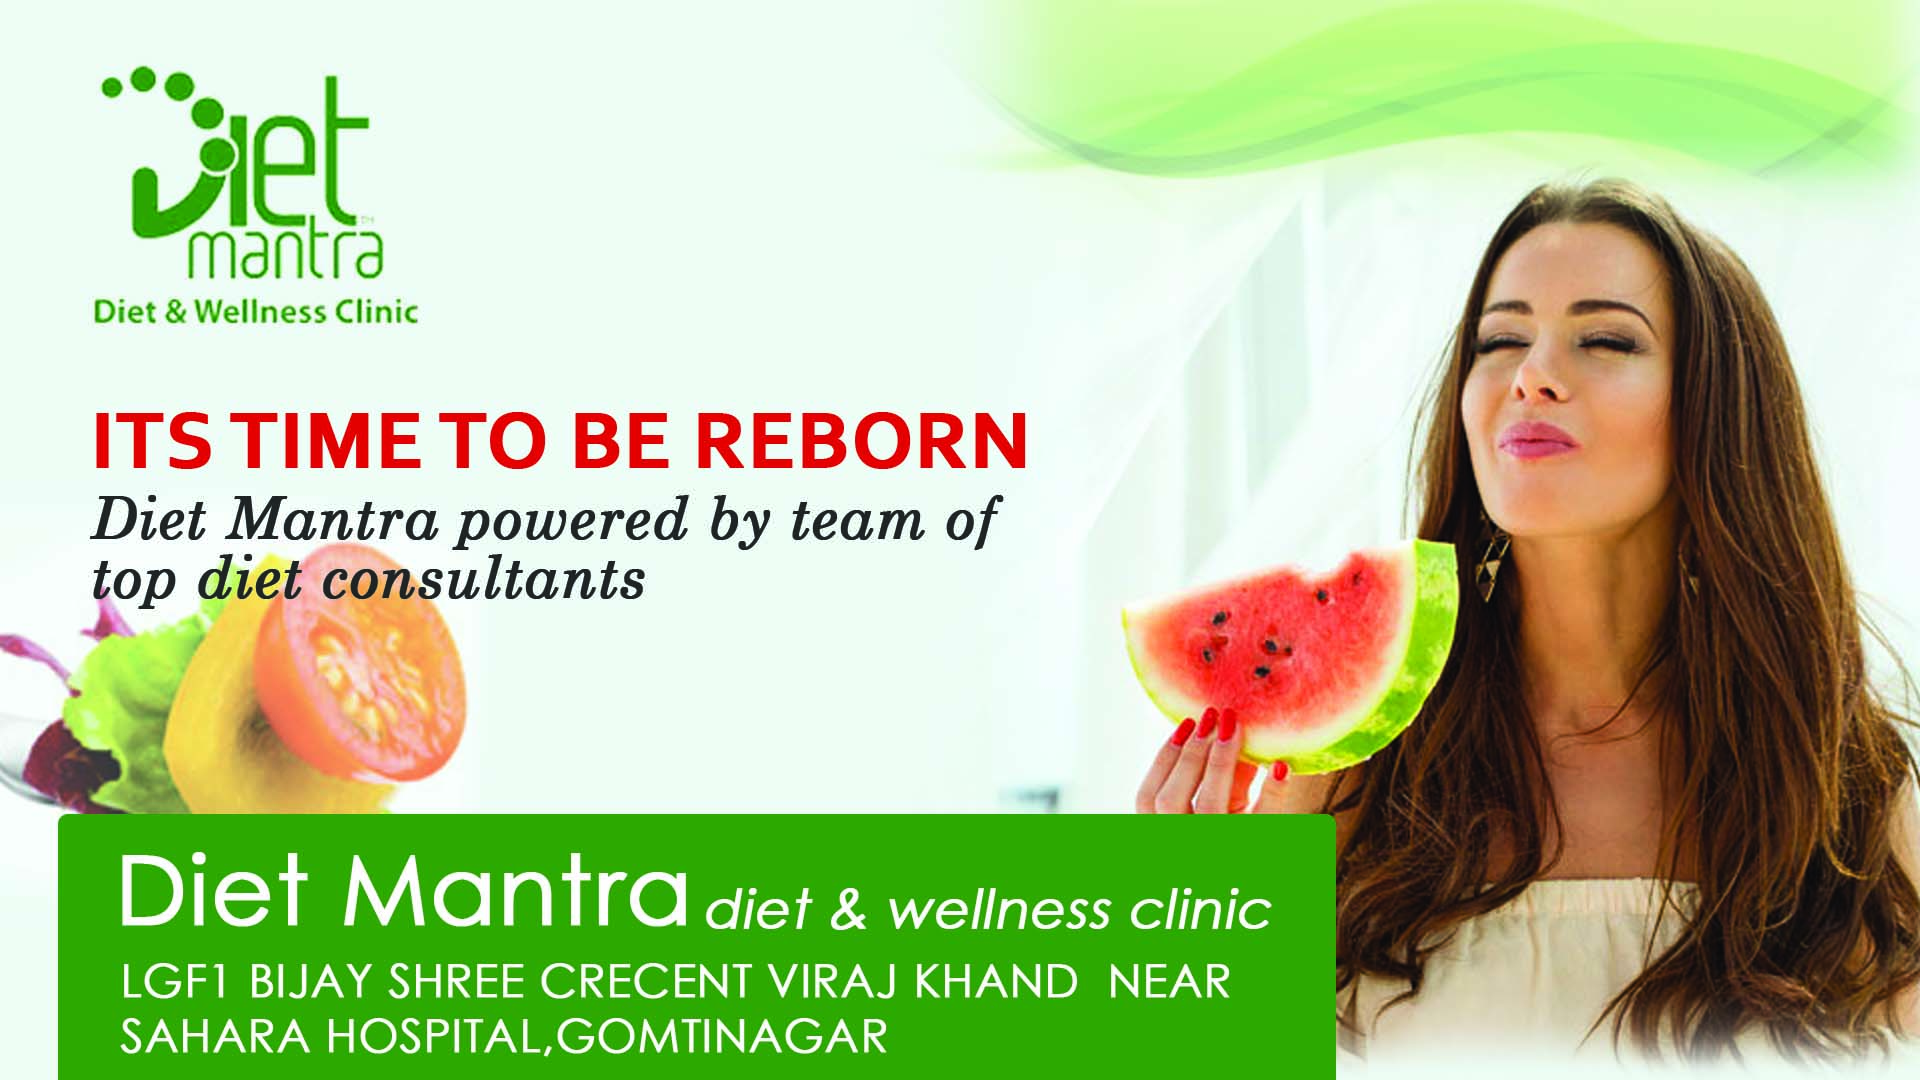 Diet
mantra
Diet & Wellness Clinic
ITS TIME TO BE REBORN
Diet Mantra powered by team of
top diet consultants
Diet Mantra diet & wellness clinic
LGF1 BIJAY SHREE CRECENT VIRAJ KHAND NEAR
SAHARA HOSPITAL,GOMTINAGAR